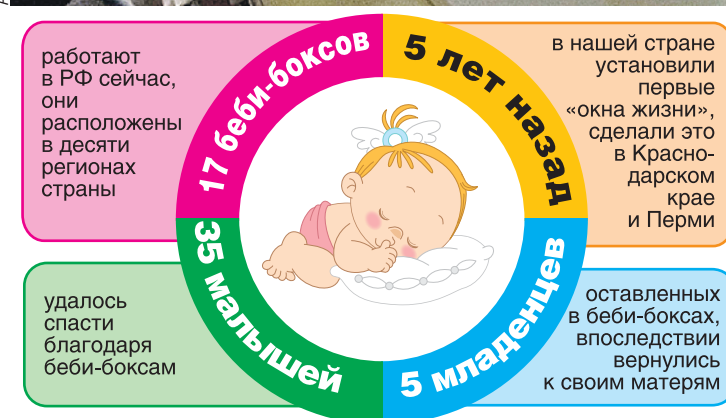 17 беби-боксов
работают
в РФ сейчас,
они
расположены
в десяти
регионах
страны
5 лет назад
в нашей стране
установили
первые
«окна жизни»,
сделали это
в Красно-
дарском
крае
и Перми
35 малышей
удалось
спасти
благодаря
беби-боксам
5 младенцев
оставленных
в беби-боксах,
впоследствии
вернулись
к своим матерям